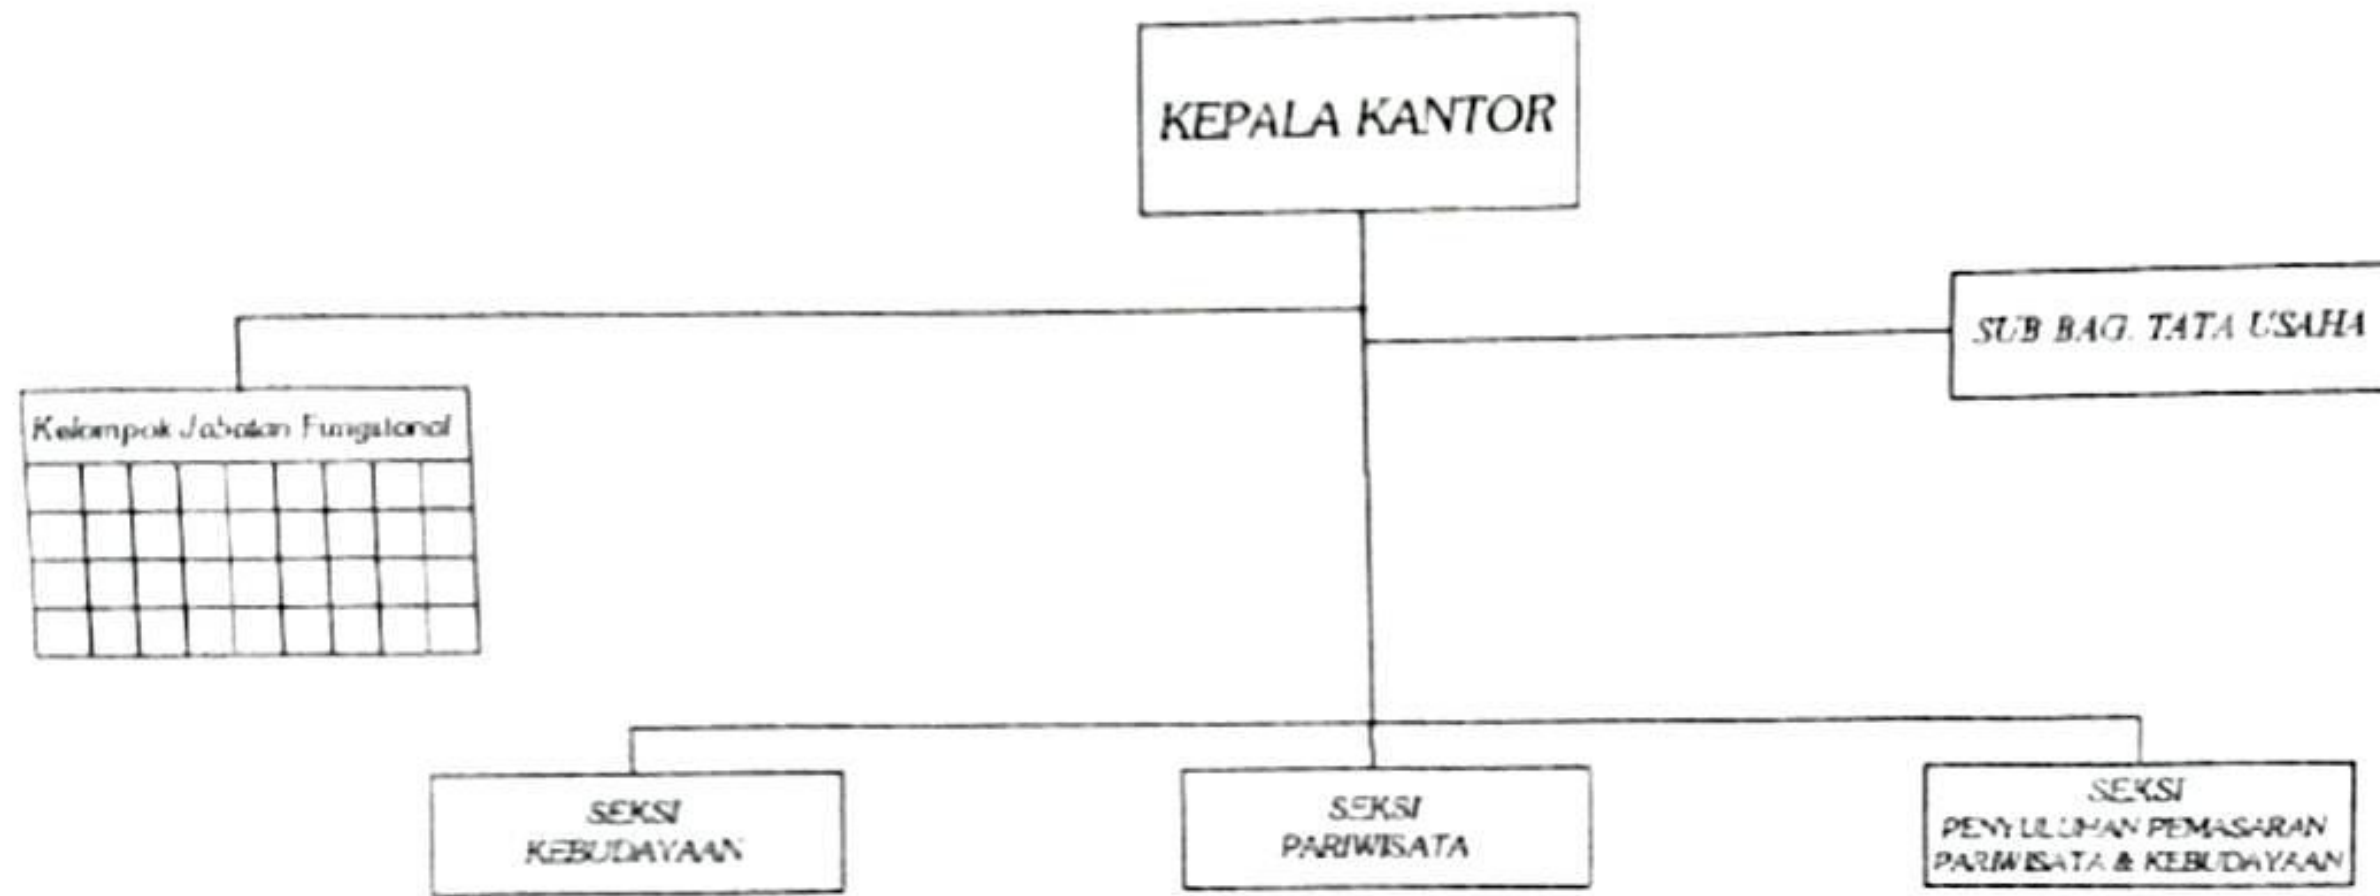 KEPALA KANTOR
SUB BAG. TATA USAHA
Kelompok Jabatan Fungsional
SEKSI
KEBUDAYAAN
SEKSI
PARIWISATA
SEKSI
PENYULUHAN PEMASARAN
PARIWISATA & KEBUDAYAAN